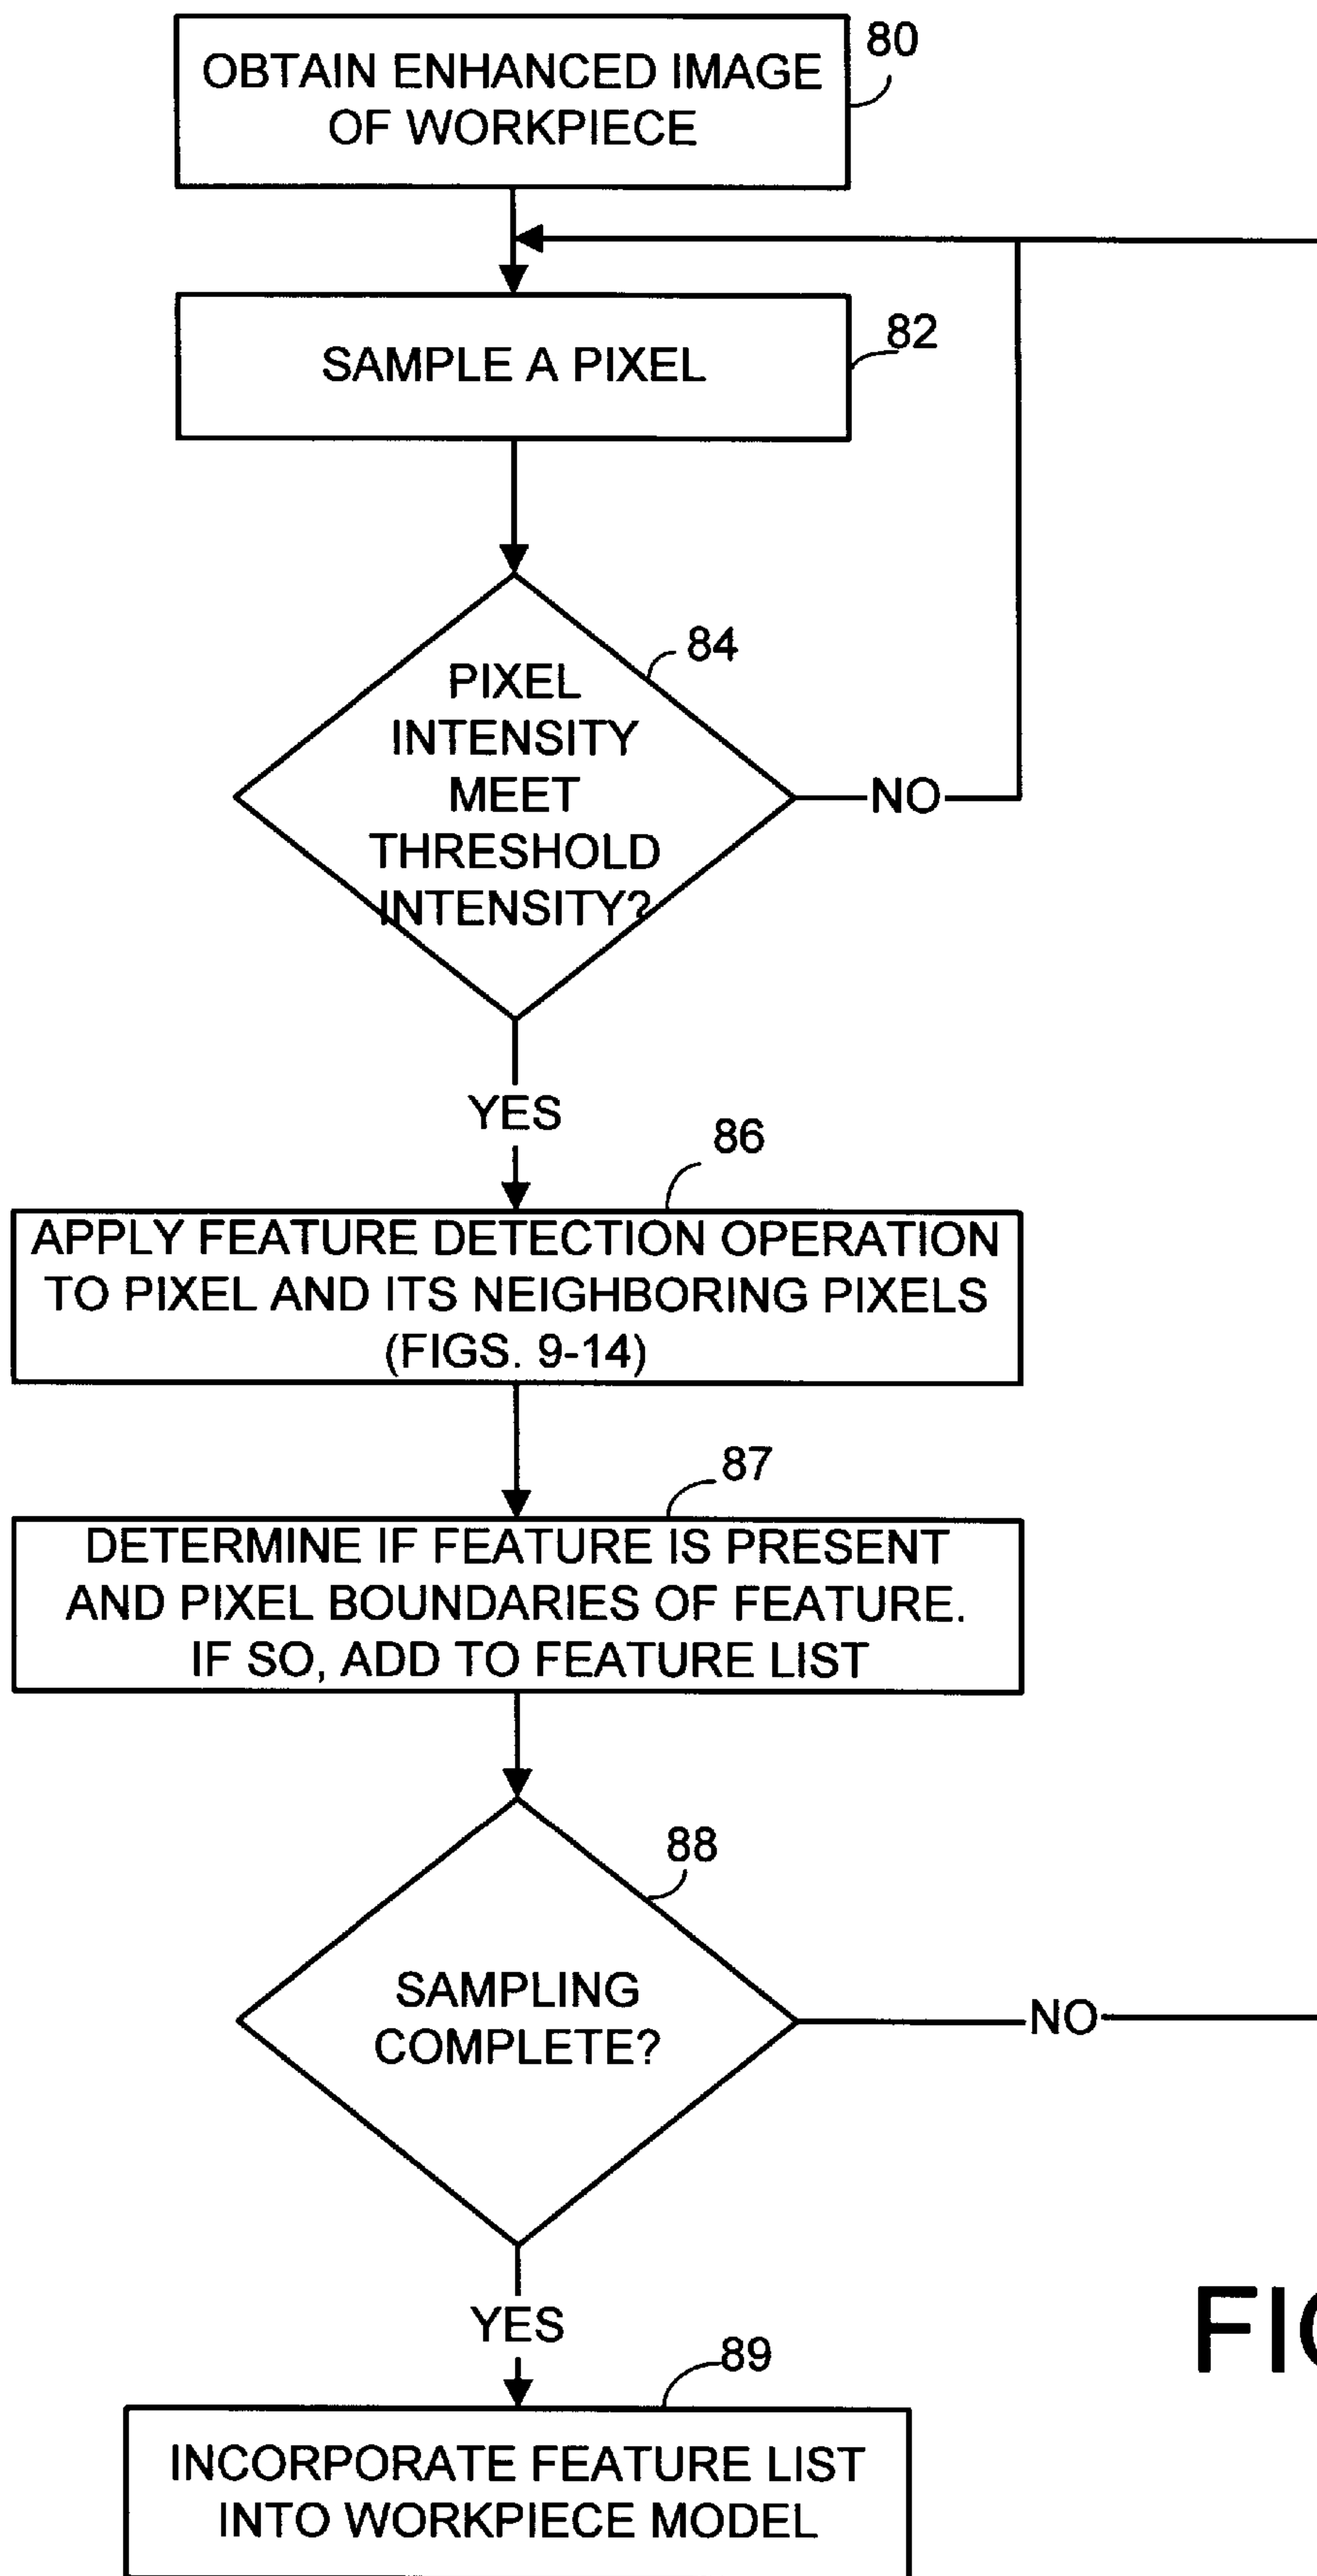 OBTAIN ENHANCED IMAGE
OF WORKPIECE
80
SAMPLE A PIXEL
82
PIXEL
INTENSITY
MEET
THRESHOLD
INTENSITY?
84
NO
YES
86
APPLY FEATURE DETECTION OPERATION
TO PIXEL AND ITS NEIGHBORING PIXELS
(FIGS. 9-14)
87
DETERMINE IF FEATURE IS PRESENT
AND PIXEL BOUNDARIES OF FEATURE.
IF SO, ADD TO FEATURE LIST
88
SAMPLING
COMPLETE?
NO
YES
FIG
89
INCORPORATE FEATURE LIST
INTO WORKPIECE MODEL